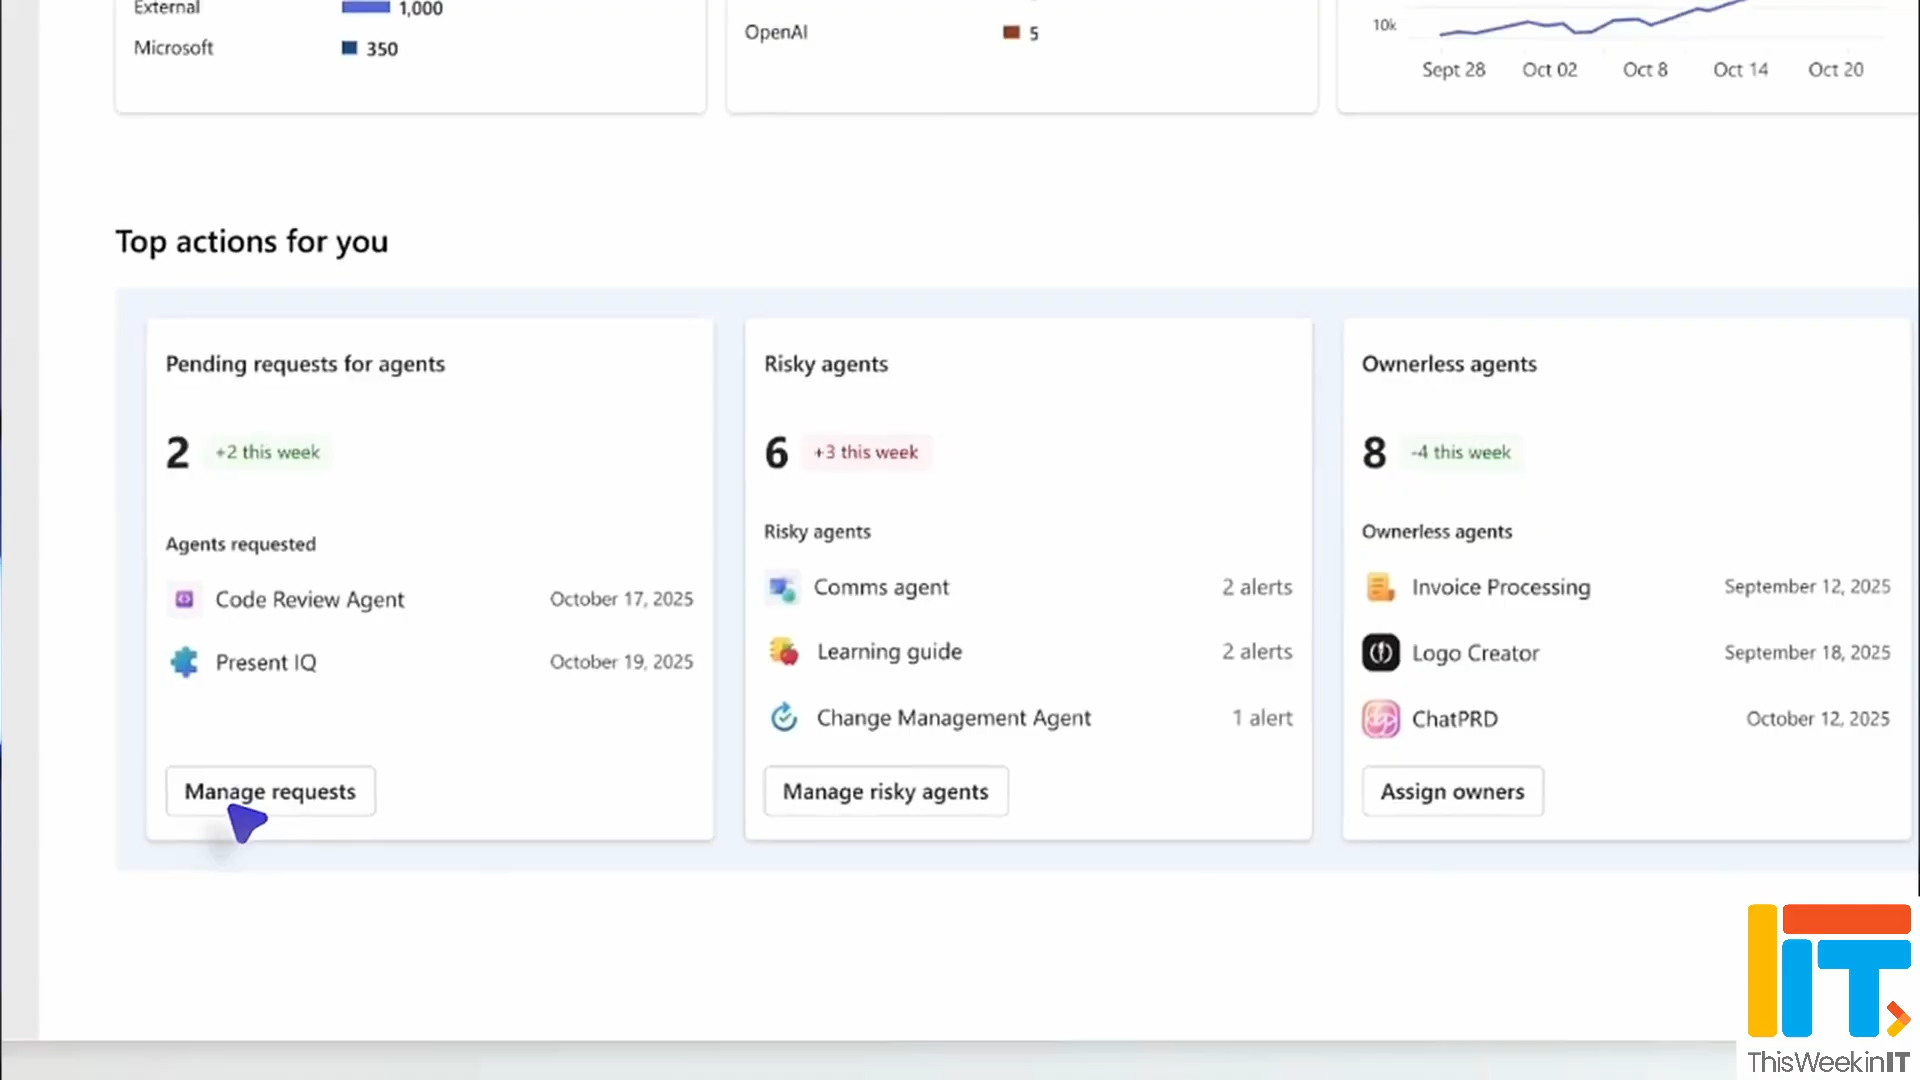 External 1,000
Microsoft 350
OpenAI 5
10k
Sept 28 Oct 02 Oct 8 Oct 14 Oct 20
Top actions for you
Pending requests for agents
2 +2 this week
Agents requested
Code Review Agent October 17, 2025
Present IQ October 19, 2025
Manage requests
Risky agents
6 +3 this week
Risky agents
Comms agent 2 alerts
Learning guide 2 alerts
Change Management Agent 1 alert
Manage risky agents
Ownerless agents
8 -4 this week
Ownerless agents
Invoice Processing September 12, 2025
Logo Creator September 18, 2025
ChatPRD October 12, 2025
Assign owners
IT
ThisWeekinIT